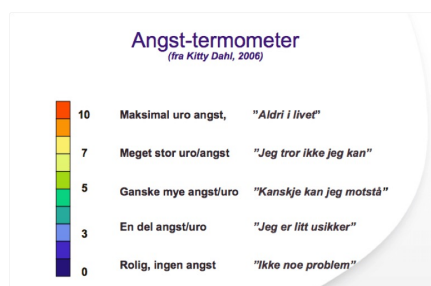 Angst-termometer
(fra Kitty Dahl, 2006)
10 Maksimal uro angst, ”Aldri i livet”
7 Meget stor uro/angst ”Jeg tror ikke jeg kan”
5 Ganske mye angst/uro ”Kanskje kan jeg motstå”
3 En del angst/uro ”Jeg er litt usikker”
0 Rolig, ingen angst ”Ikke noe problem”